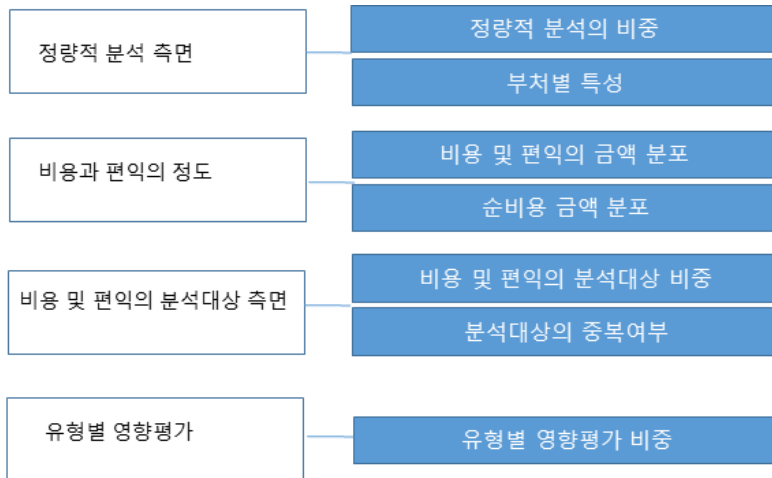 정량적 분석 측면
정량적 분석의 비중
부처별 특성
비용과 편익의 정도
비용 및 편익의 금액 분포
순비용 금액 분포
비용 및 편익의 분석대상 측면
비용 및 편익의 분석대상 비중
분석대상의 중복여부
유형별 영향평가
유형별 영향평가 비중